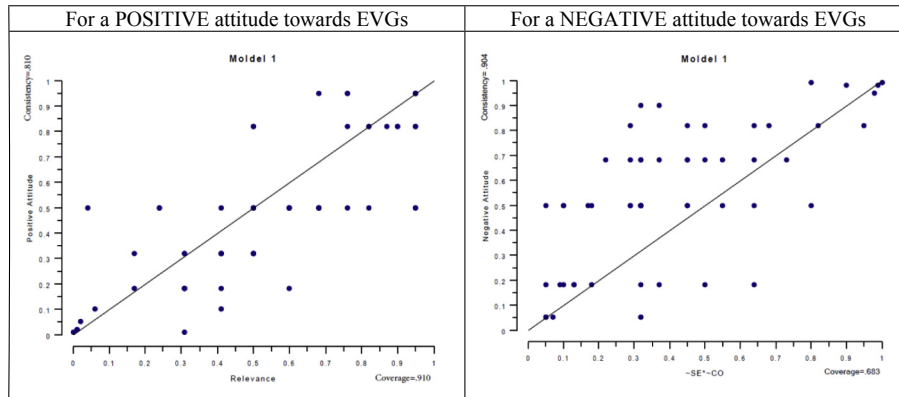 For a POSITIVE attitude towards EVGs
For a NEGATIVE attitude towards EVGs
Moldel 1
Consistency=.810
Positive Attitude
1
0.9
0.8
0.7
0.6
0.5
0.4
0.3
0.2
0.1
0
0 0.1 0.2 0.3 0.4 0.5 0.6 0.7 0.8 0.9 1
Relevance
Coverage=.910
Moldel 1
Consistency=.904
Negative Attitude
1
0.9
0.8
0.7
0.6
0.5
0.4
0.3
0.2
0.1
0
0 0.1 0.2 0.3 0.4 0.5 0.6 0.7 0.8 0.9 1
~SE*~CO
Coverage=.683